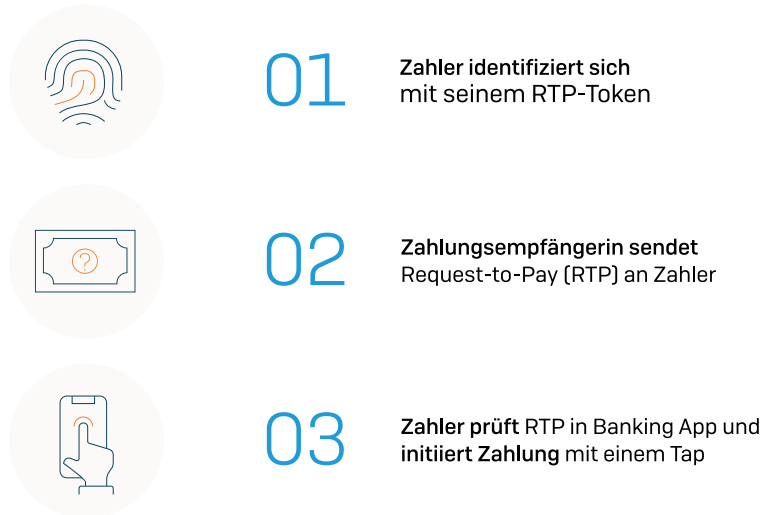 01
Zahler identifiziert sich
mit seinem RTP-Token
?
02
Zahlungsempfängerin sendet
Request-to-Pay (RTP) an Zahler
03
Zahler prüft RTP in Banking App und
initiiert Zahlung mit einem Tap